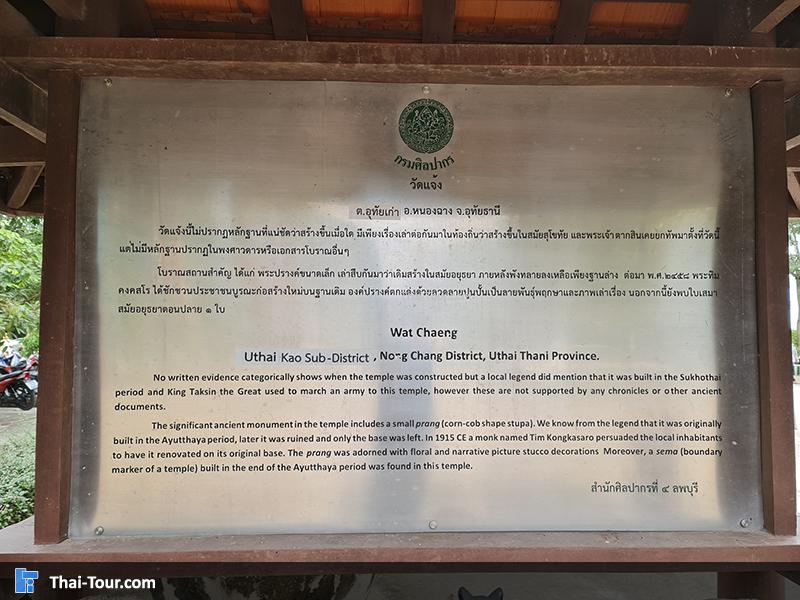 กรมศิลปากร
วัดแจ้ง
ต.อุทัยเก่า อ.หนองฉาง จ.อุทัยธานี
วัดแจ้งนี้ไม่ปรากฏหลักฐานที่แน่ชัดว่าสร้างขึ้นเมื่อใด มีเพียงเรื่องเล่าต่อกันมาในท้องถิ่นว่าสร้างขึ้นในสมัยสุโขทัย และพระเจ้าตากสินเคยยกทัพมาตั้งที่วัดนี้
แต่ไม่มีหลักฐานปรากฏในพงศาวดารหรือเอกสารโบราณอื่นๆ
โบราณสถานสำคัญ ได้แก่ พระปรางค์ขนาดเล็ก เล่าสืบกันมาว่าเดิมสร้างในสมัยอยุธยา ภายหลังพังทลายลงเหลือเพียงฐานล่าง ต่อมา พ.ศ.๒๔๕๘ พระทิม
คงคสโร ได้ชักชวนประชาชนบูรณะก่อสร้างใหม่บนฐานเดิม องค์ปรางค์ตกแต่งด้วยลวดลายปูนปั้นเป็นลายพันธุ์พฤกษาและภาพเล่าเรื่อง นอกจากนี้ยังพบใบเสมา
สมัยอยุธยาตอนปลาย ๑ ใบ
Wat Chaeng
Uthai Kao Sub-District , Nong Chang District, Uthai Thani Province.
No written evidence categorically shows when the temple was constructed but a local legend did mention that it was built in the Sukhothai
period and King Taksin the Great used to march an army to this temple, however these are not supported by any chronicles or other ancient
documents.
The significant ancient monument in the temple includes a small prang (corn-cob shape stupa). We know from the legend that it was originally
built in the Ayutthaya period, later it was ruined and only the base was left. In 1915 CE a monk named Tim Kongkasaro persuaded the local inhabitants
to have it renovated on its original base. The prang was adorned with floral and narrative picture stucco decorations Moreover, a sema (boundary
marker of a temple) built in the end of the Ayutthaya period was found in this temple.
สำนักศิลปากรที่ ๔ ลพบุรี
Thai-Tour.com